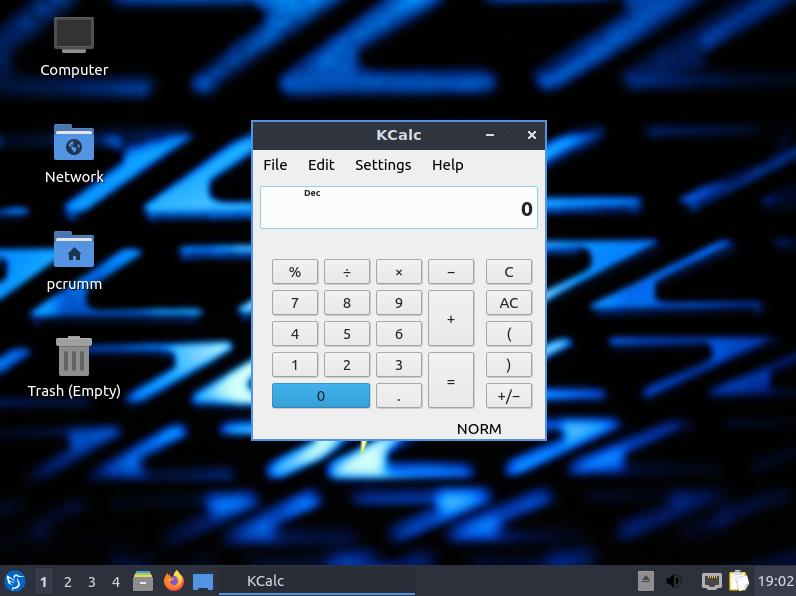 Computer
Network
pcrumm
Trash (Empty)
KCalc
File Edit Settings Help
Dec
0
% ÷ × − C
7 8 9 + AC
4 5 6 (
1 2 3 = )
0 . +/−
NORM
1 2 3 4 KCalc 19:02